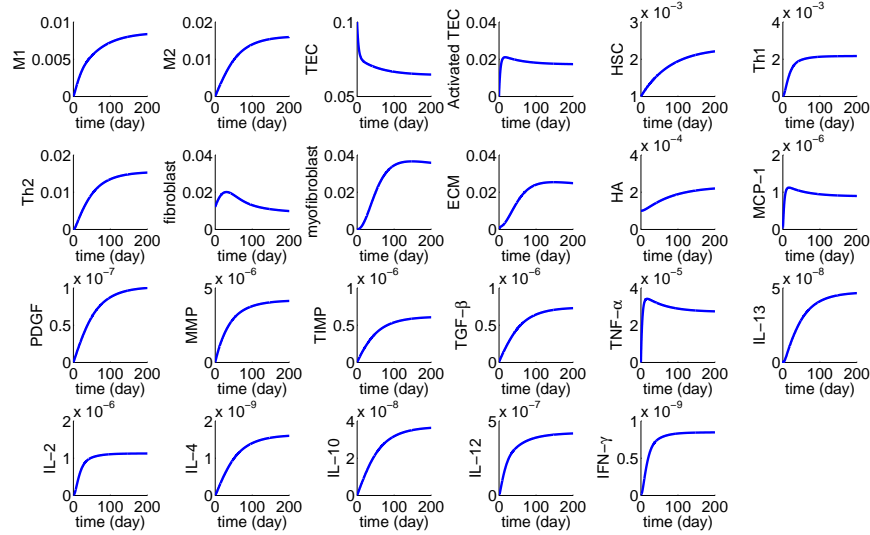 M1
0.01
0.005
0
0 100 200
time (day)
M2
0.02
0.01
0
0 100 200
time (day)
TEC
0.1
0.05
0 100 200
time (day)
Activated TEC
0.04
0.02
0
0 100 200
time (day)
HSC
x 10⁻³
3
2
1
0 100 200
time (day)
Th1
x 10⁻³
4
2
0
0 100 200
time (day)
Th2
0.02
0.01
0
0 100 200
time (day)
fibroblast
0.04
0.02
0
0 100 200
time (day)
myofibroblast
0.04
0.02
0
0 100 200
time (day)
ECM
0.04
0.02
0
0 100 200
time (day)
HA
x 10⁻⁴
4
2
0
0 100 200
time (day)
MCP−1
x 10⁻⁶
2
1
0
0 100 200
time (day)
PDGF
x 10⁻⁷
1
0.5
0
0 100 200
time (day)
MMP
x 10⁻⁶
5
0
0 100 200
time (day)
TIMP
x 10⁻⁶
1
0.5
0
0 100 200
time (day)
TGF−β
x 10⁻⁶
1
0.5
0
0 100 200
time (day)
TNF−α
x 10⁻⁵
4
2
0
0 100 200
time (day)
IL−13
x 10⁻⁸
5
0
0 100 200
time (day)
IL−2
x 10⁻⁶
2
1
0
0 100 200
time (day)
IL−4
x 10⁻⁹
2
1
0
0 100 200
time (day)
IL−10
x 10⁻⁸
4
2
0
0 100 200
time (day)
IL−12
x 10⁻⁷
5
0
0 100 200
time (day)
IFN−γ
x 10⁻⁹
1
0.5
0
0 100 200
time (day)